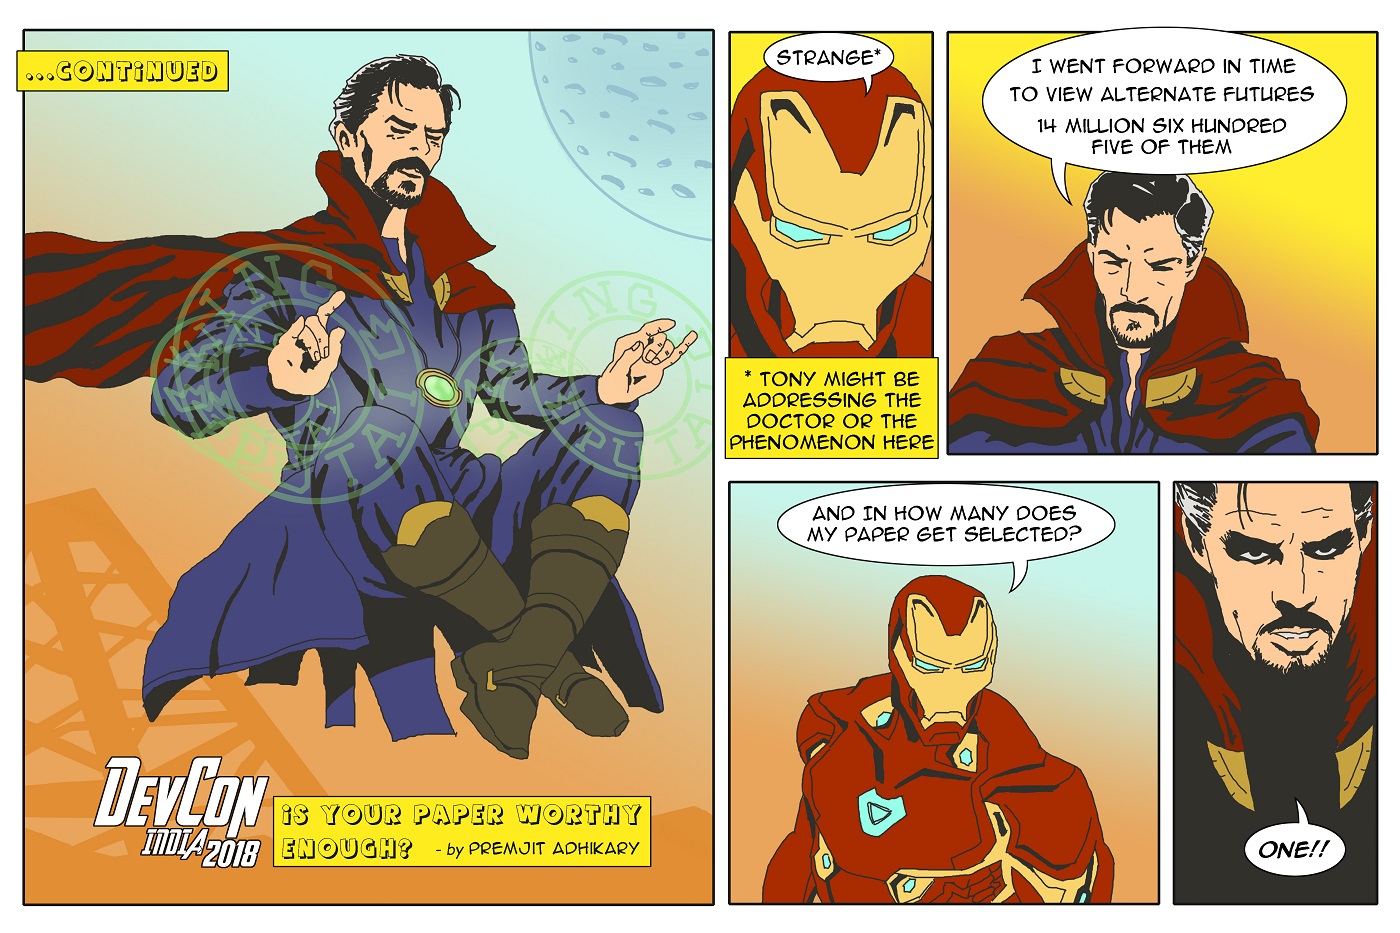 ...CONTINUED
STRANGE*
* TONY MIGHT BE
ADDRESSING THE
DOCTOR OR THE
PHENOMENON HERE
I WENT FORWARD IN TIME
TO VIEW ALTERNATE FUTURES
14 MILLION SIX HUNDRED
FIVE OF THEM
AND IN HOW MANY DOES
MY PAPER GET SELECTED?
ONE!!
DEVCON
INDIA 2018
IS YOUR PAPER WORTHY
ENOUGH? - by PREMJIT ADHIKARY